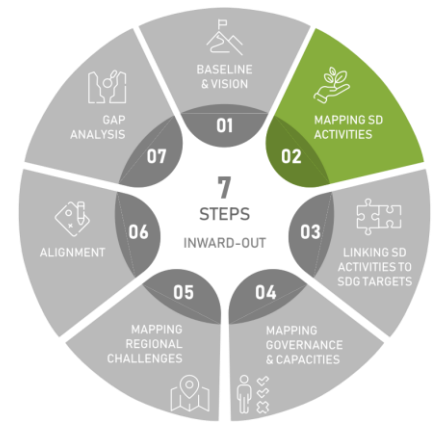 BASELINE
& VISION
01
MAPPING SD
ACTIVITIES
02
03
LINKING SD
ACTIVITIES TO
SDG TARGETS
04
MAPPING
GOVERNANCE
& CAPACITIES
05
MAPPING
REGIONAL
CHALLENGES
06
ALIGNMENT
07
GAP
ANALYSIS
7
STEPS
INWARD-OUT